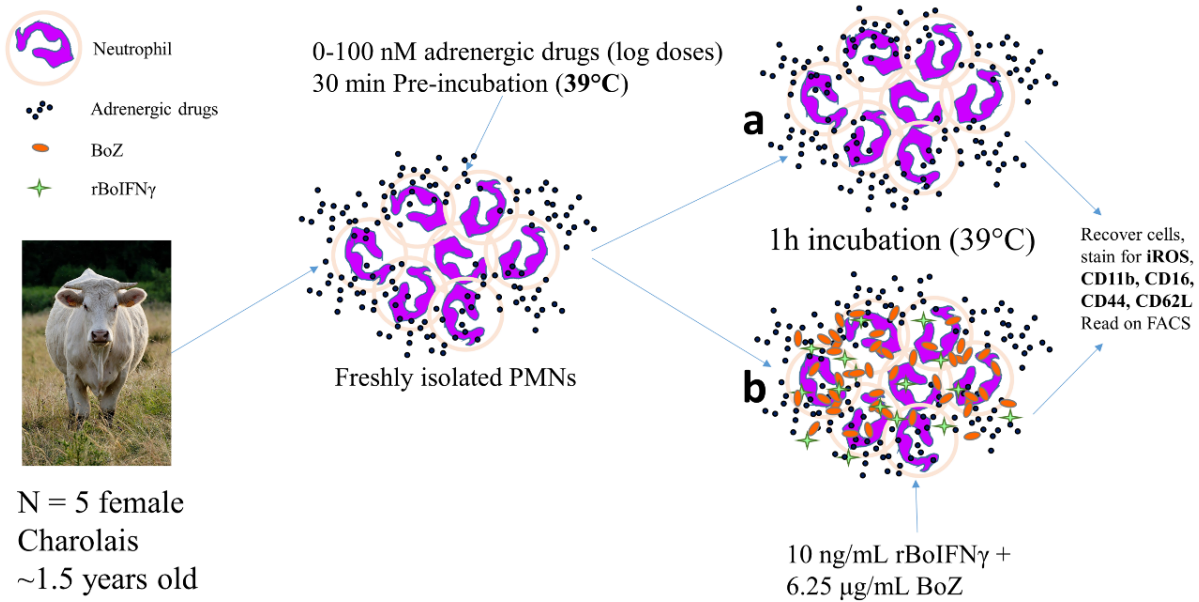 Neutrophil
Adrenergic drugs
BoZ
rBoIFNγ
N = 5 female
Charolais
~1.5 years old
0-100 nM adrenergic drugs (log doses)
30 min Pre-incubation (39°C)
Freshly isolated PMNs
a
1h incubation (39°C)
b
10 ng/mL rBoIFNγ +
6.25 µg/mL BoZ
Recover cells,
stain for iROS,
CD11b, CD16,
CD44, CD62L
Read on FACS